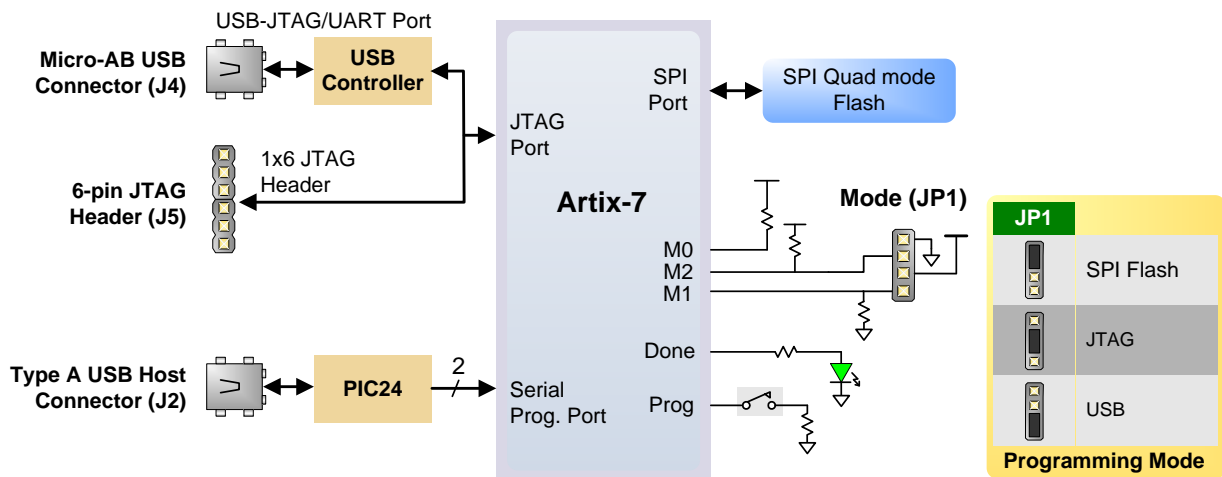 USB-JTAG/UART Port
Micro-AB USB
Connector (J4)
USB
Controller
SPI
Port
SPI Quad mode
Flash
JTAG
Port
1x6 JTAG
Header
6-pin JTAG
Header (J5)
Artix-7
Mode (JP1)
M0
M2
M1
Done
Prog
Type A USB Host
Connector (J2)
PIC24
2
Serial
Prog. Port
JP1
SPI Flash
JTAG
USB
Programming Mode